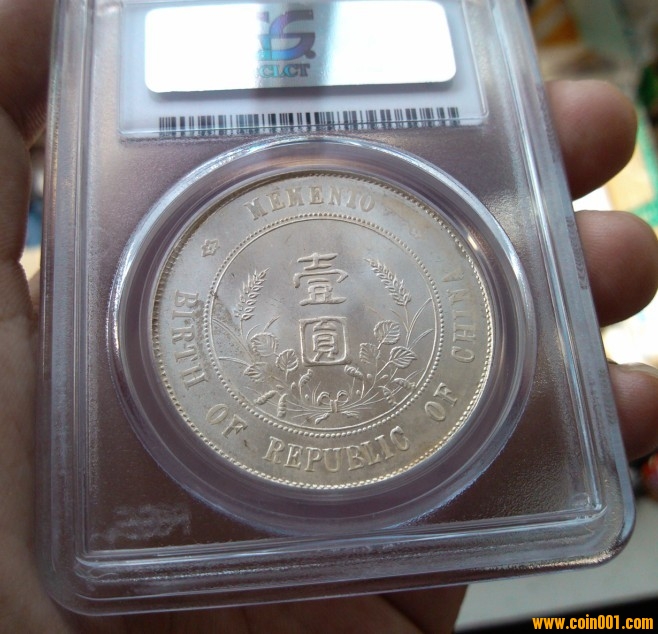 MEMENTO
壹
圓
BIRTH OF REPUBLIC OF CHINA
www.coin001.com